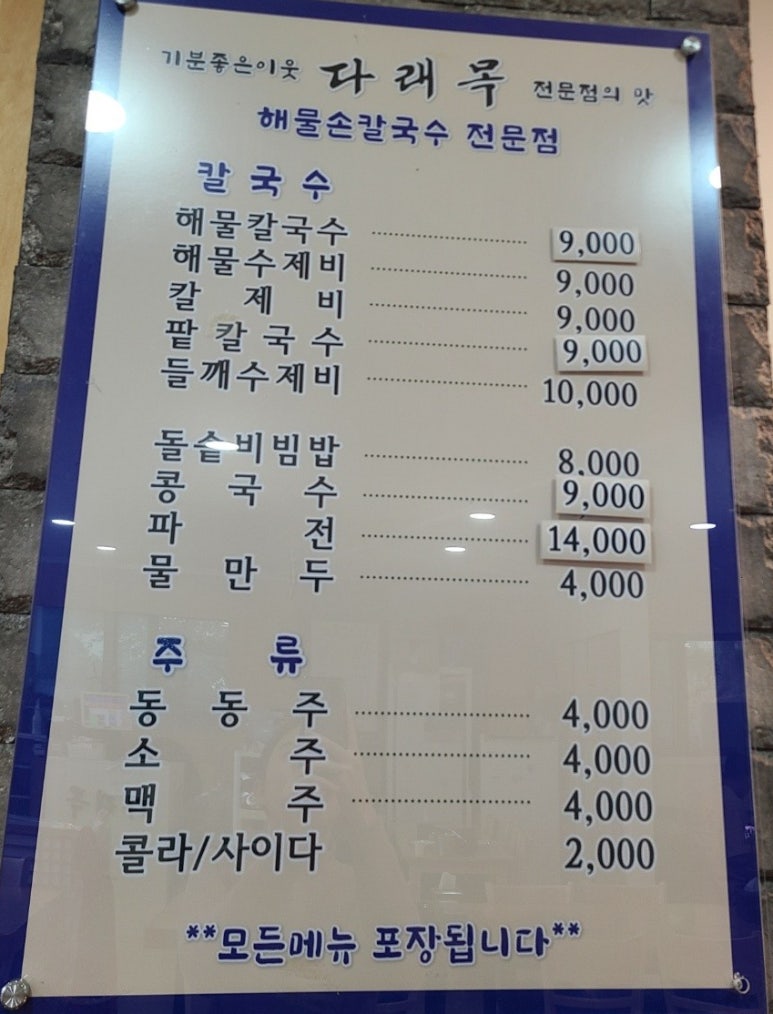 기분좋은이웃 다래목 전문점의 맛
해물손칼국수 전문점
칼국수
해물칼국수 ·················· 9,000
해물수제비 ·················· 9,000
칼제비 ·················· 9,000
팥칼국수 ·················· 9,000
들깨수제비 ·················· 10,000
돌솥비빔밥 ·················· 8,000
콩국수 ·················· 9,000
파전 ·················· 14,000
물만두 ·················· 4,000
주류
동동주 ·················· 4,000
소주 ·················· 4,000
맥주 ·················· 4,000
콜라/사이다 2,000
**모든메뉴 포장됩니다**